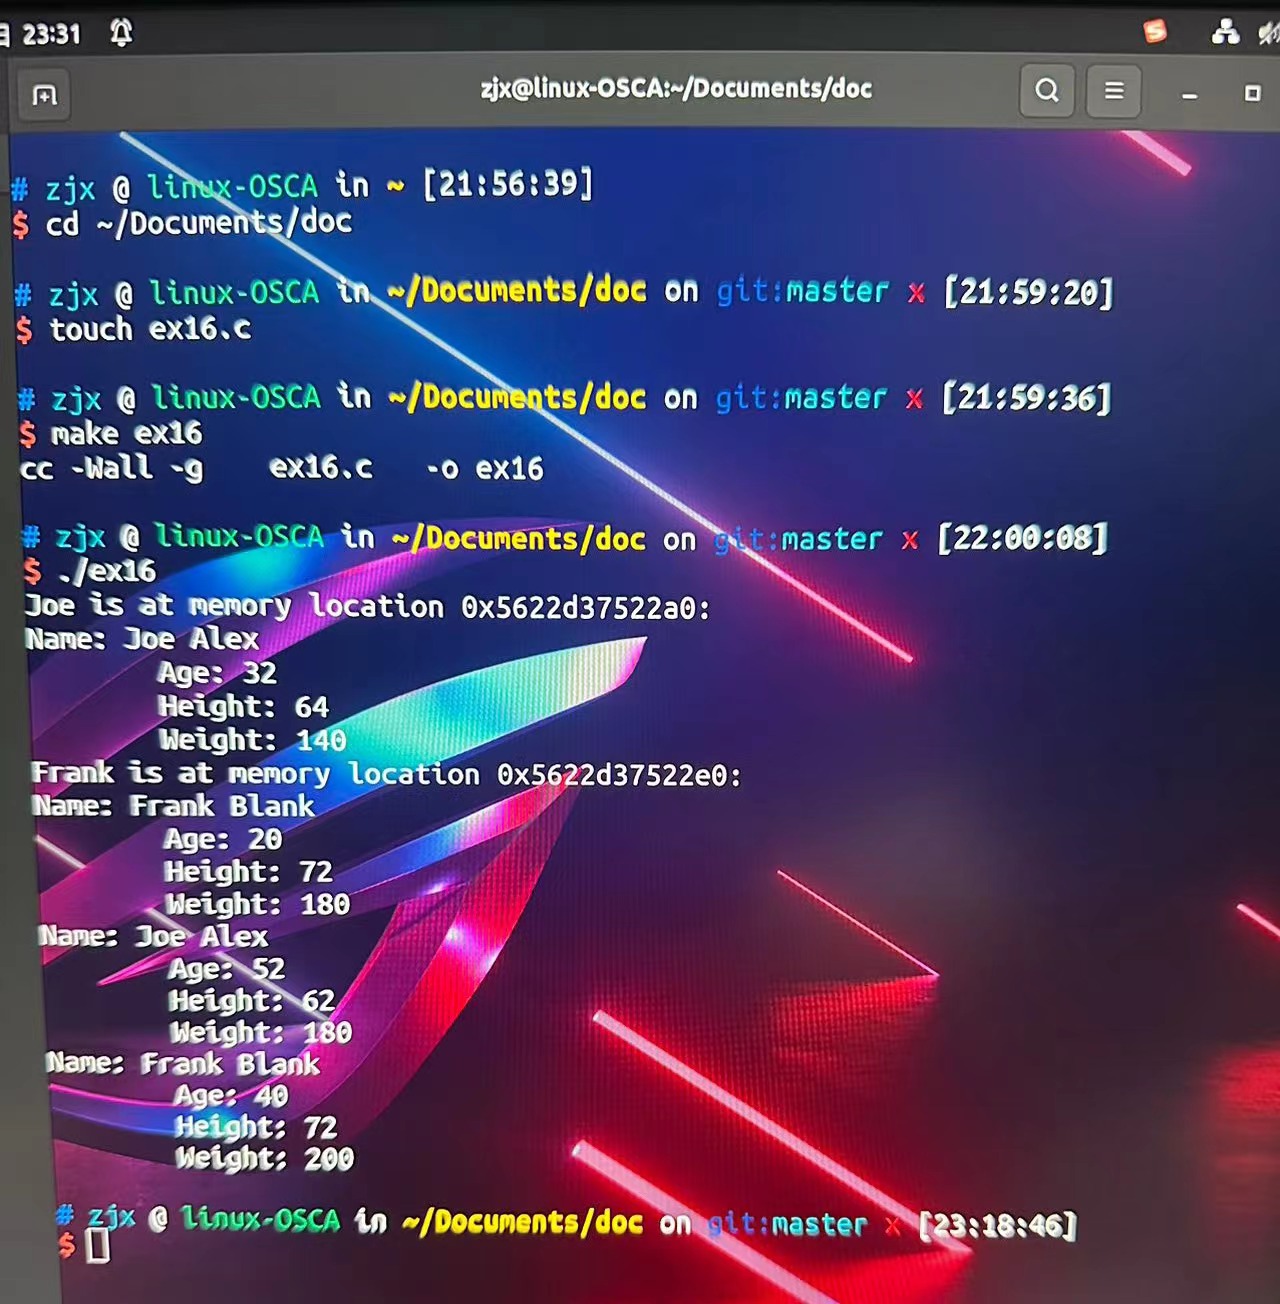 23:31
zjx@linux-OSCA:~/Documents/doc
# zjx @ linux-OSCA in ~ [21:56:39]
$ cd ~/Documents/doc
# zjx @ linux-OSCA in ~/Documents/doc on git:master x [21:59:20]
$ touch ex16.c
# zjx @ linux-OSCA in ~/Documents/doc on git:master x [21:59:36]
$ make ex16
cc -Wall -g    ex16.c   -o ex16
# zjx @ linux-OSCA in ~/Documents/doc on git:master x [22:00:08]
$ ./ex16
Joe is at memory location 0x5622d37522a0:
Name: Joe Alex
        Age: 32
        Height: 64
        Weight: 140
Frank is at memory location 0x5622d37522e0:
Name: Frank Blank
        Age: 20
        Height: 72
        Weight: 180
Name: Joe Alex
        Age: 52
        Height: 62
        Weight: 180
Name: Frank Blank
        Age: 40
        Height: 72
        Weight: 200
# zjx @ linux-OSCA in ~/Documents/doc on git:master x [23:18:46]
$